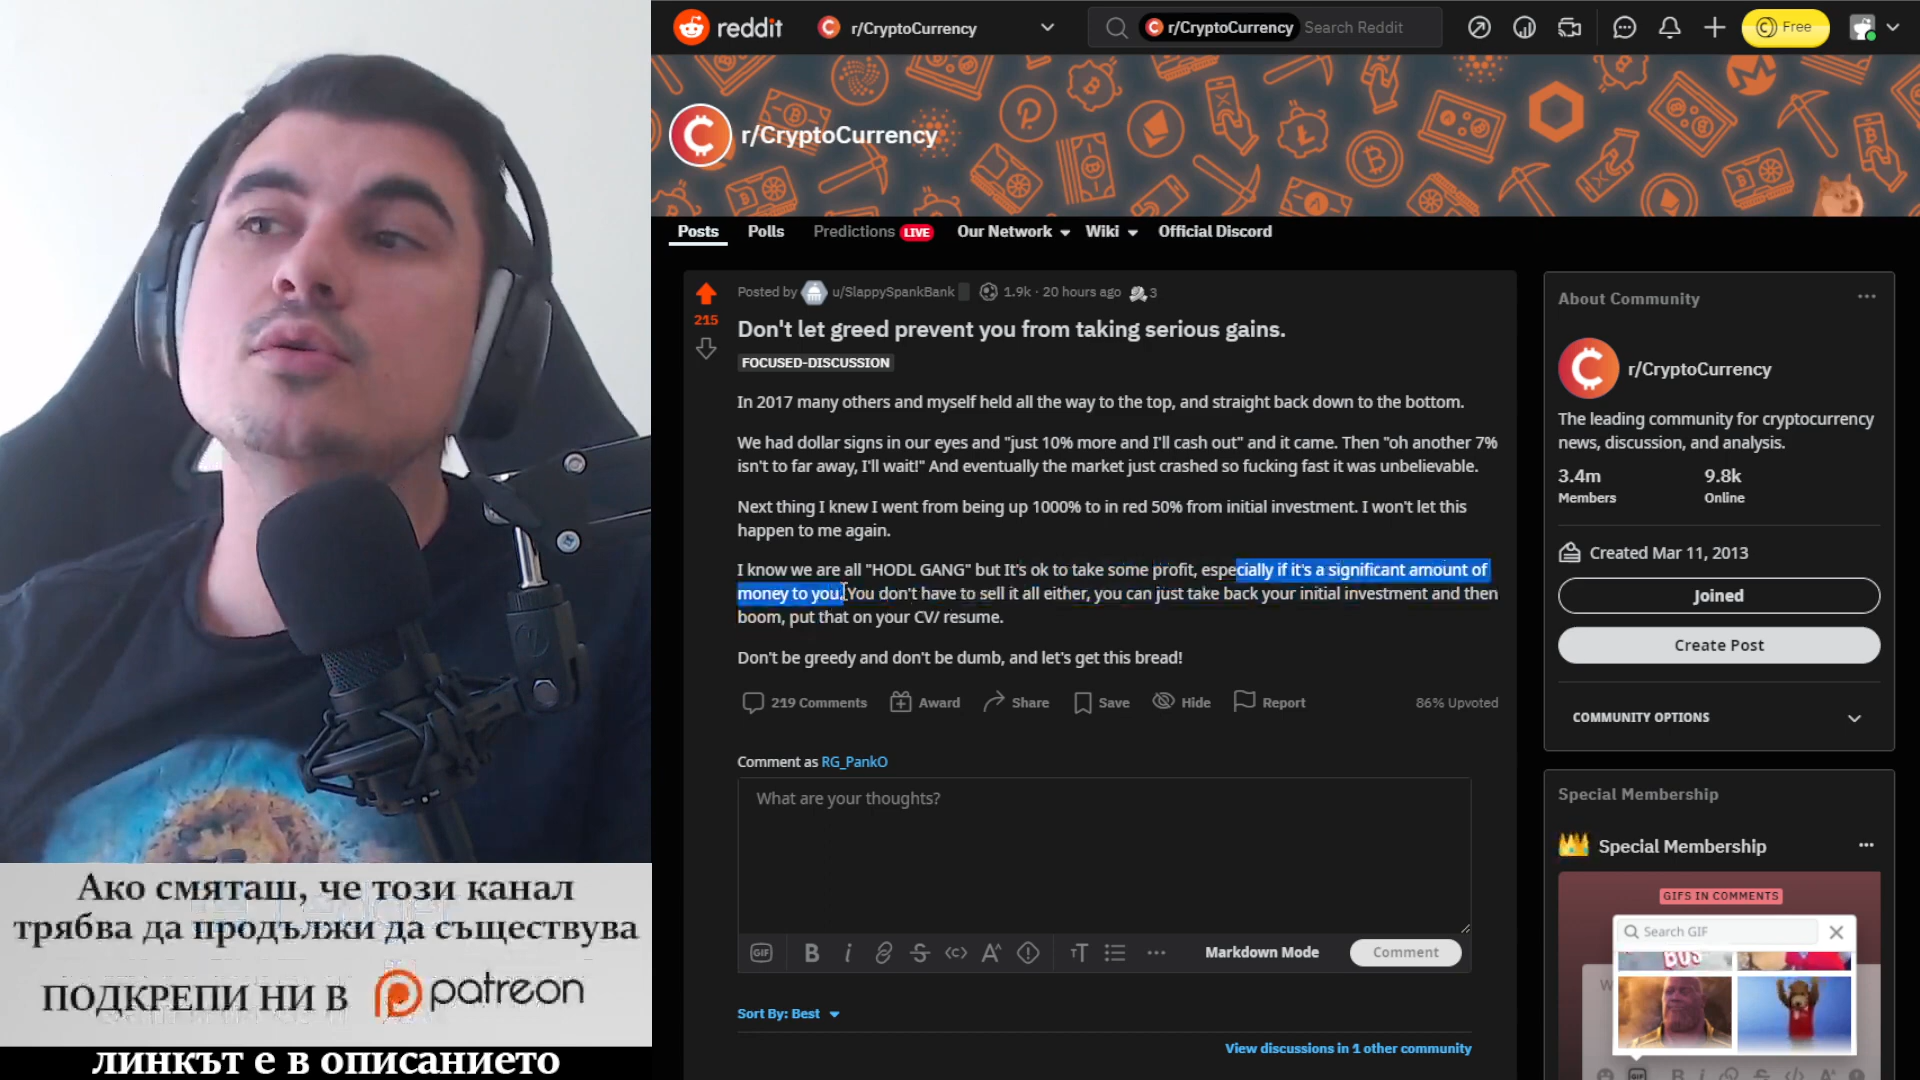 reddit
r/CryptoCurrency
r/CryptoCurrency Search Reddit
Free
r/CryptoCurrency
Posts Polls Predictions LIVE Our Network Wiki Official Discord
215
Posted by u/SlappySpankBank 1.9k · 20 hours ago 3
Don't let greed prevent you from taking serious gains.
FOCUSED-DISCUSSION
In 2017 many others and myself held all the way to the top, and straight back down to the bottom.
We had dollar signs in our eyes and "just 10% more and I'll cash out" and it came. Then "oh another 7%
isn't to far away, I'll wait!" And eventually the market just crashed so fucking fast it was unbelievable.
Next thing I knew I went from being up 1000% to in red 50% from initial investment. I won't let this
happen to me again.
I know we are all "HODL GANG" but It's ok to take some profit, especially if it's a significant amount of
money to you. You don't have to sell it all either, you can just take back your initial investment and then
boom, put that on your CV/ resume.
Don't be greedy and don't be dumb, and let's get this bread!
219 Comments Award Share Save Hide Report 86% Upvoted
Comment as RG_PankO
What are your thoughts?
GIF B i A Markdown Mode Comment
Sort By: Best
View discussions in 1 other community
About Community
r/CryptoCurrency
The leading community for cryptocurrency
news, discussion, and analysis.
3.4m 9.8k
Members Online
Created Mar 11, 2013
Joined
Create Post
COMMUNITY OPTIONS
Special Membership
Special Membership
GIFS IN COMMENTS
Search GIF
Ако смяташ, че този канал
трябва да продължи да съществува
ПОДКРЕПИ НИ В patreon
линкът е в описанието